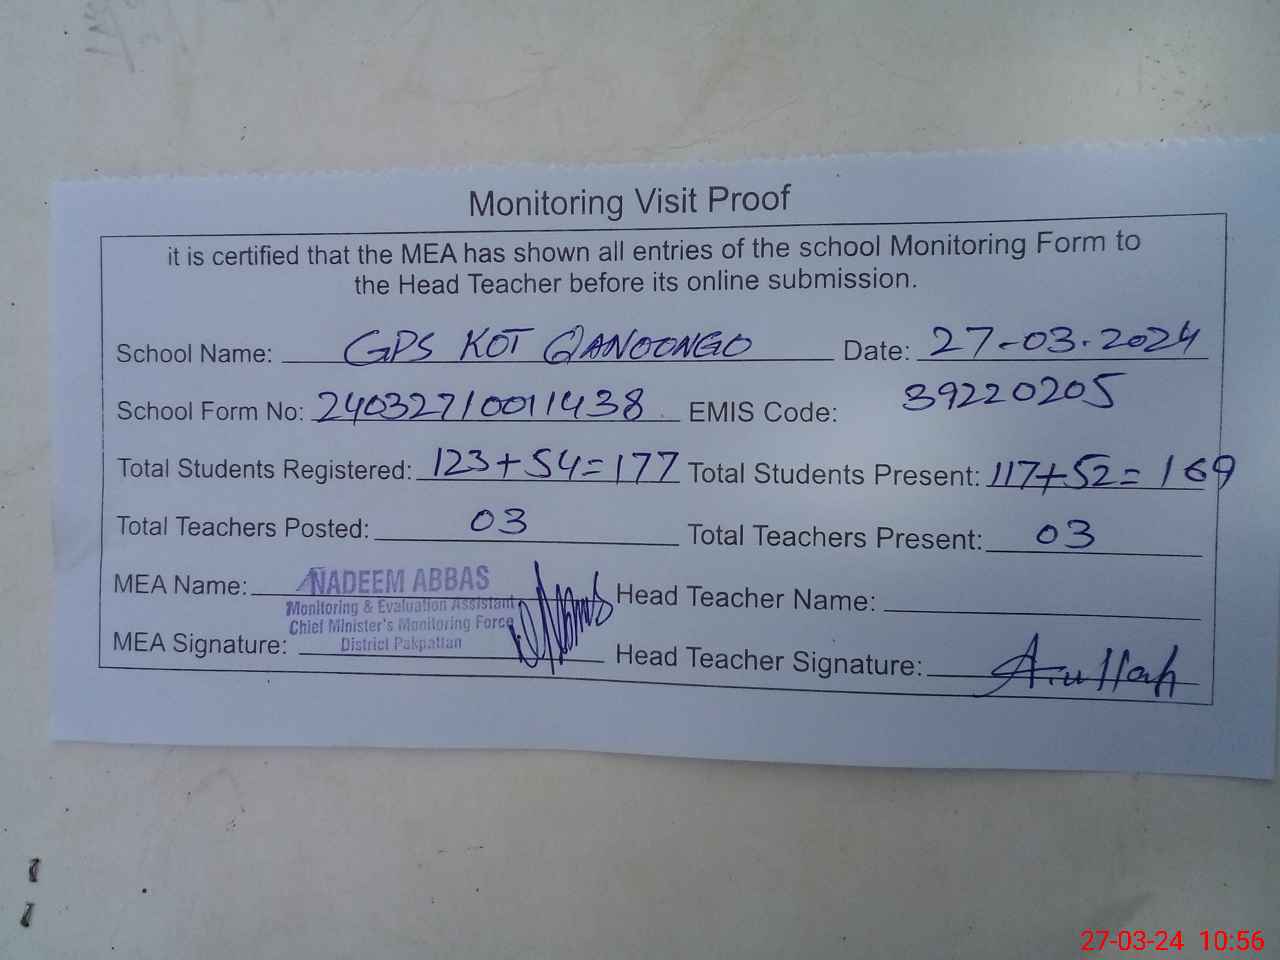 Monitoring Visit Proof
it is certified that the MEA has shown all entries of the school Monitoring Form to
the Head Teacher before its online submission.
School Name: GPS KOT QANOONGO Date: 27-03-2024
School Form No: 24032710011438 EMIS Code: 39220205
Total Students Registered: 123+54=177 Total Students Present: 117+52=169
Total Teachers Posted: 03 Total Teachers Present: 03
MEA Name: NADEEM ABBAS Head Teacher Name:
Monitoring & Evaluation Assistant
Chief Minister's Monitoring Force
District Pakpattan
MEA Signature: Head Teacher Signature:
27-03-24 10:56